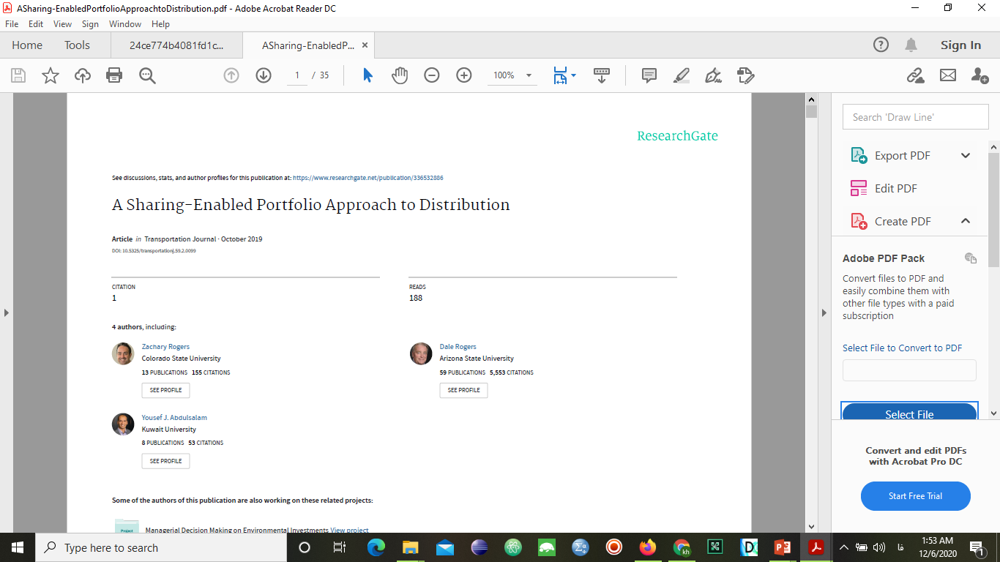 ASharing-EnabledPortfolioApproachtoDistribution.pdf - Adobe Acrobat Reader DC
File Edit View Sign Window Help
Home Tools 24ce774b4081fd1c... ASharing-EnabledP... ×
1 / 35 100%
Search 'Draw Line'
ResearchGate
Export PDF
See discussions, stats, and author profiles for this publication at: https://www.researchgate.net/publication/336532886
Edit PDF
A Sharing-Enabled Portfolio Approach to Distribution
Create PDF
Article in Transportation Journal · October 2019
DOI: 10.5325/transportationj.59.2.0099
Adobe PDF Pack
Convert files to PDF and
easily combine them with
other file types with a paid
subscription
CITATION READS
1 188
4 authors, including:
Zachary Rogers Dale Rogers
Colorado State University Arizona State University
13 PUBLICATIONS 155 CITATIONS 59 PUBLICATIONS 5,553 CITATIONS
SEE PROFILE SEE PROFILE
Select File to Convert to PDF
Select File
Yousef J. Abdulsalam
Kuwait University
8 PUBLICATIONS 53 CITATIONS
SEE PROFILE
Convert and edit PDFs
with Acrobat Pro DC
Start Free Trial
Some of the authors of this publication are also working on these related projects:
Project
Managerial Decision Making on Environmental Investments View project
Type here to search
kh
فا
1:53 AM
12/6/2020
1
Sign In